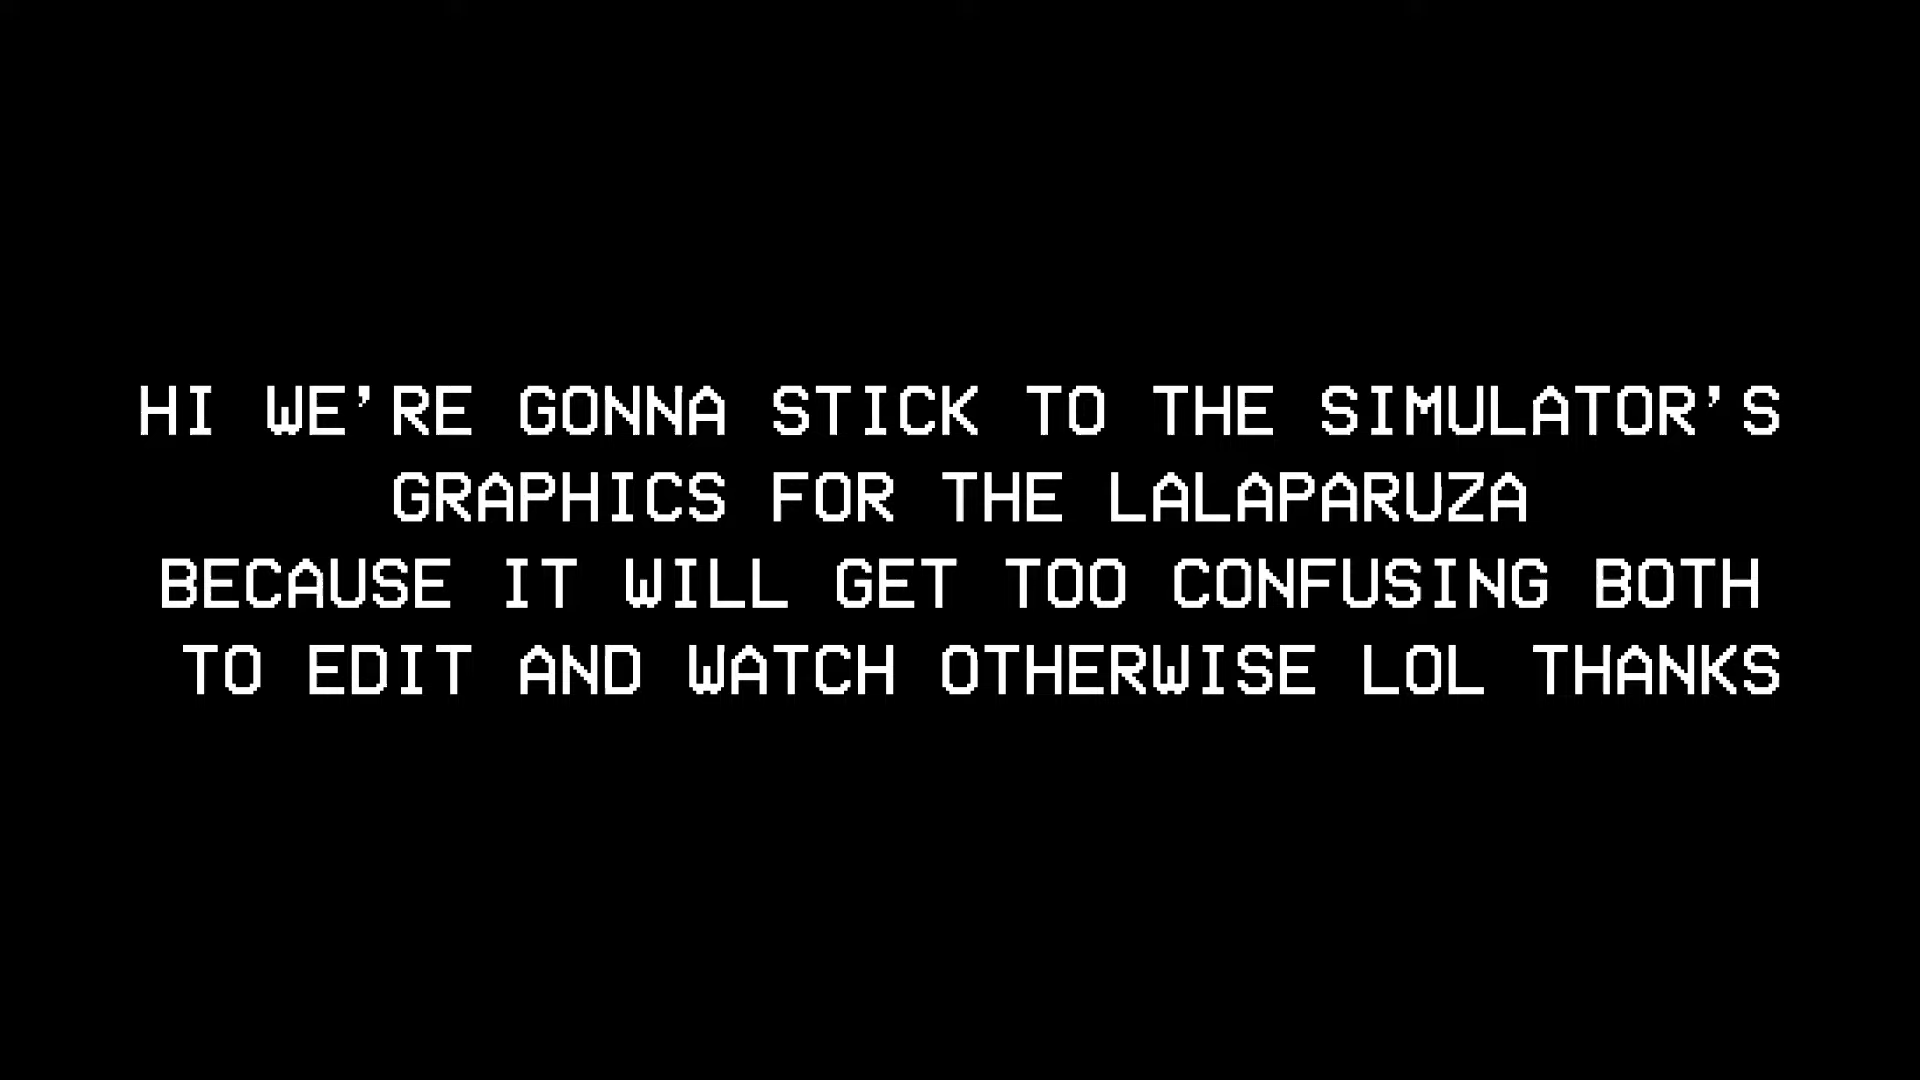 HI WE’RE GONNA STICK TO THE SIMULATOR’S
GRAPHICS FOR THE LALAPARUZA
BECAUSE IT WILL GET TOO CONFUSING BOTH
TO EDIT AND WATCH OTHERWISE LOL THANKS